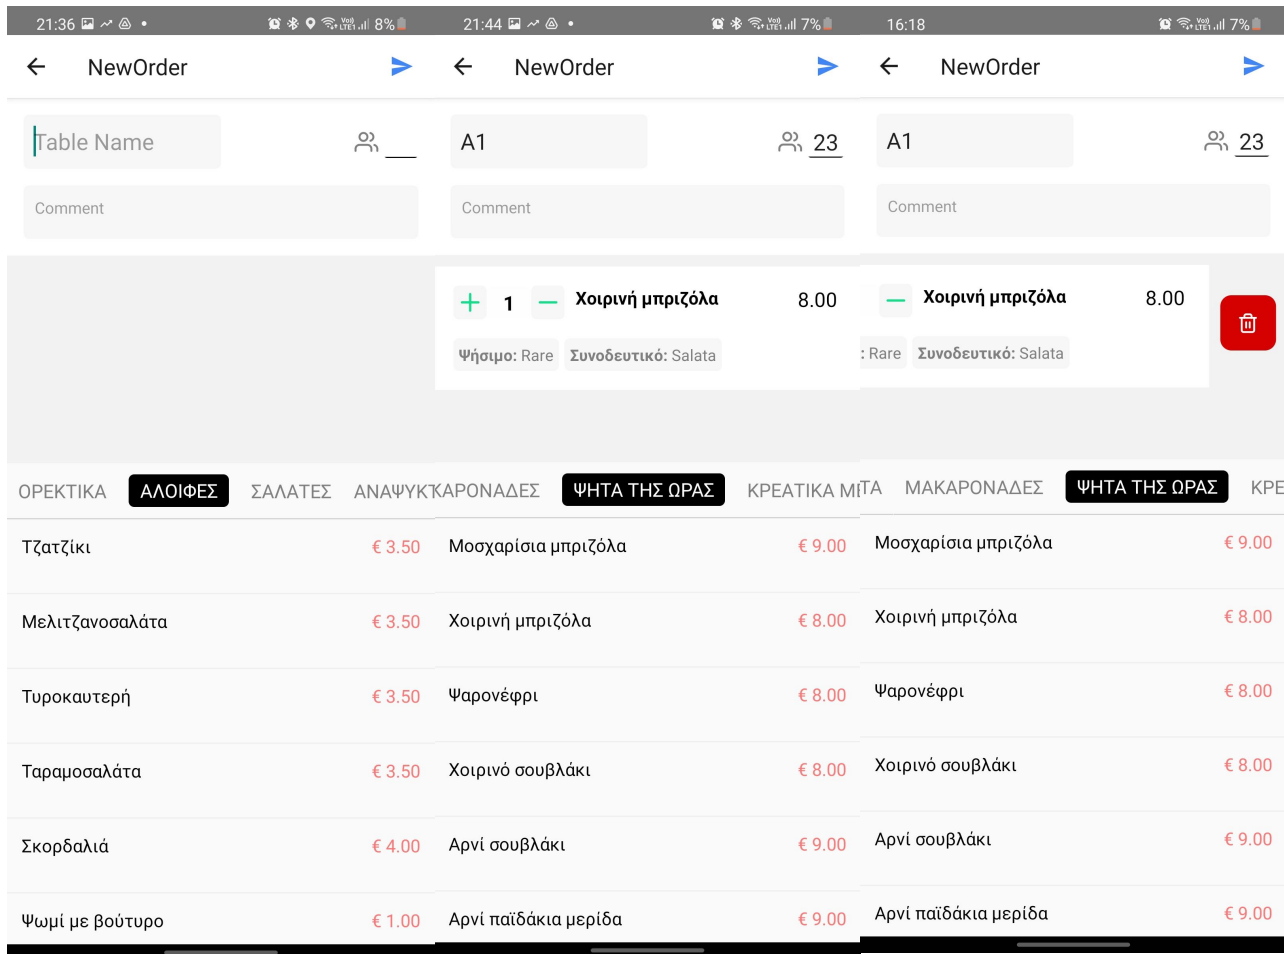 21:36
8%
NewOrder
Table Name
Comment
ΟΡΕΚΤΙΚΑ ΑΛΟΙΦΕΣ ΣΑΛΑΤΕΣ ΑΝΑΨΥΚΤ
Τζατζίκι € 3.50
Μελιτζανοσαλάτα € 3.50
Τυροκαυτερή € 3.50
Ταραμοσαλάτα € 3.50
Σκορδαλιά € 4.00
Ψωμί με βούτυρο € 1.00
21:44
7%
NewOrder
A1 23
Comment
1 Χοιρινή μπριζόλα 8.00
Ψήσιμο: Rare Συνοδευτικό: Salata
ΚΑΡΟΝΑΔΕΣ ΨΗΤΑ ΤΗΣ ΩΡΑΣ ΚΡΕΑΤΙΚΑ ΜΕ
Μοσχαρίσια μπριζόλα € 9.00
Χοιρινή μπριζόλα € 8.00
Ψαρονέφρι € 8.00
Χοιρινό σουβλάκι € 8.00
Αρνί σουβλάκι € 9.00
Αρνί παϊδάκια μερίδα € 9.00
16:18
7%
NewOrder
A1 23
Comment
Χοιρινή μπριζόλα 8.00
: Rare Συνοδευτικό: Salata
ΤΑ ΜΑΚΑΡΟΝΑΔΕΣ ΨΗΤΑ ΤΗΣ ΩΡΑΣ ΚΡΕ
Μοσχαρίσια μπριζόλα € 9.00
Χοιρινή μπριζόλα € 8.00
Ψαρονέφρι € 8.00
Χοιρινό σουβλάκι € 8.00
Αρνί σουβλάκι € 9.00
Αρνί παϊδάκια μερίδα € 9.00